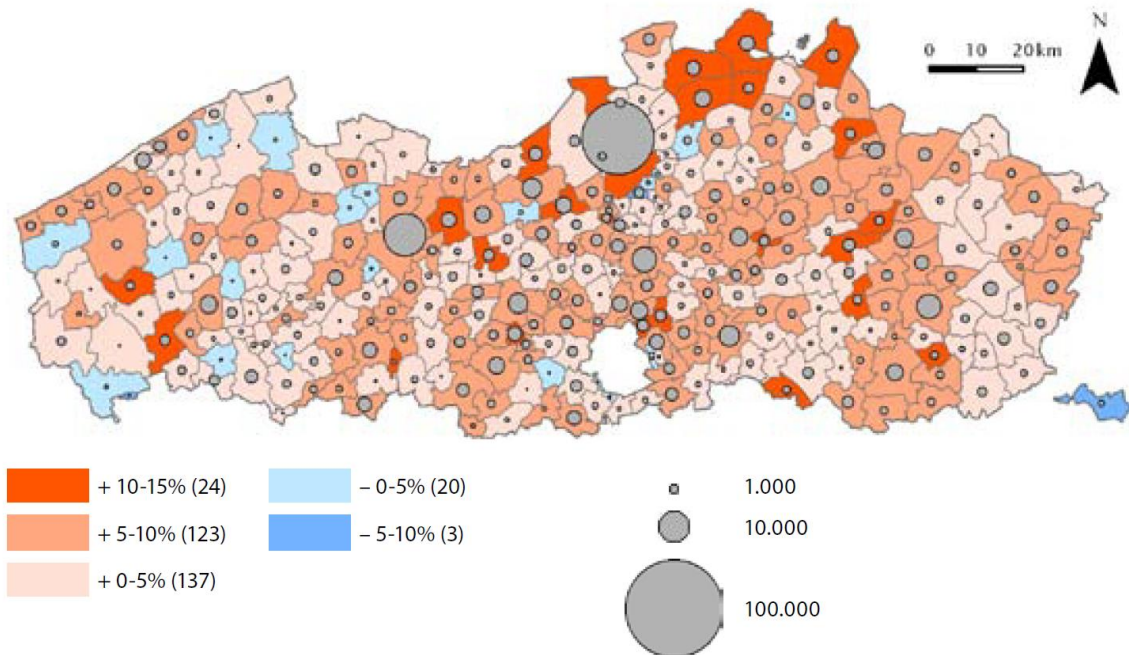 N
0 10 20km
+ 10-15% (24)
– 0-5% (20)
1.000
+ 5-10% (123)
– 5-10% (3)
10.000
+ 0-5% (137)
100.000